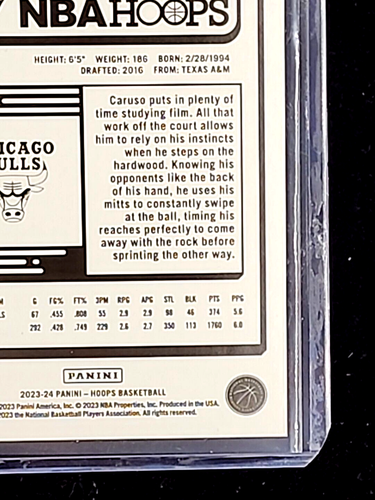 NBA HOOPS
HEIGHT: 6'5" WEIGHT: 186 BORN: 2/28/1994
DRAFTED: 2016 FROM: TEXAS A&M
Caruso puts in plenty of
time studying film. All that
work off the court allows
him to rely on his instincts
when he steps on the
hardwood. Knowing his
opponents like the back
of his hand, he uses his
mitts to constantly swipe
at the ball, timing his
reaches perfectly to come
away with the rock before
sprinting the other way.
ICAGO
ULLS
M G FG% FT% 3PM RPG APG STL BLK PTS PPG
LS 67 .455 .808 55 2.9 2.9 98 46 374 5.6
292 .428 .749 229 2.6 2.7 350 113 1760 6.0
PANINI
2023-24 PANINI – HOOPS BASKETBALL
2023 Panini America, Inc. © 2023 NBA Properties, Inc. Produced in the USA.
2023 the National Basketball Players Association. All rights reserved.